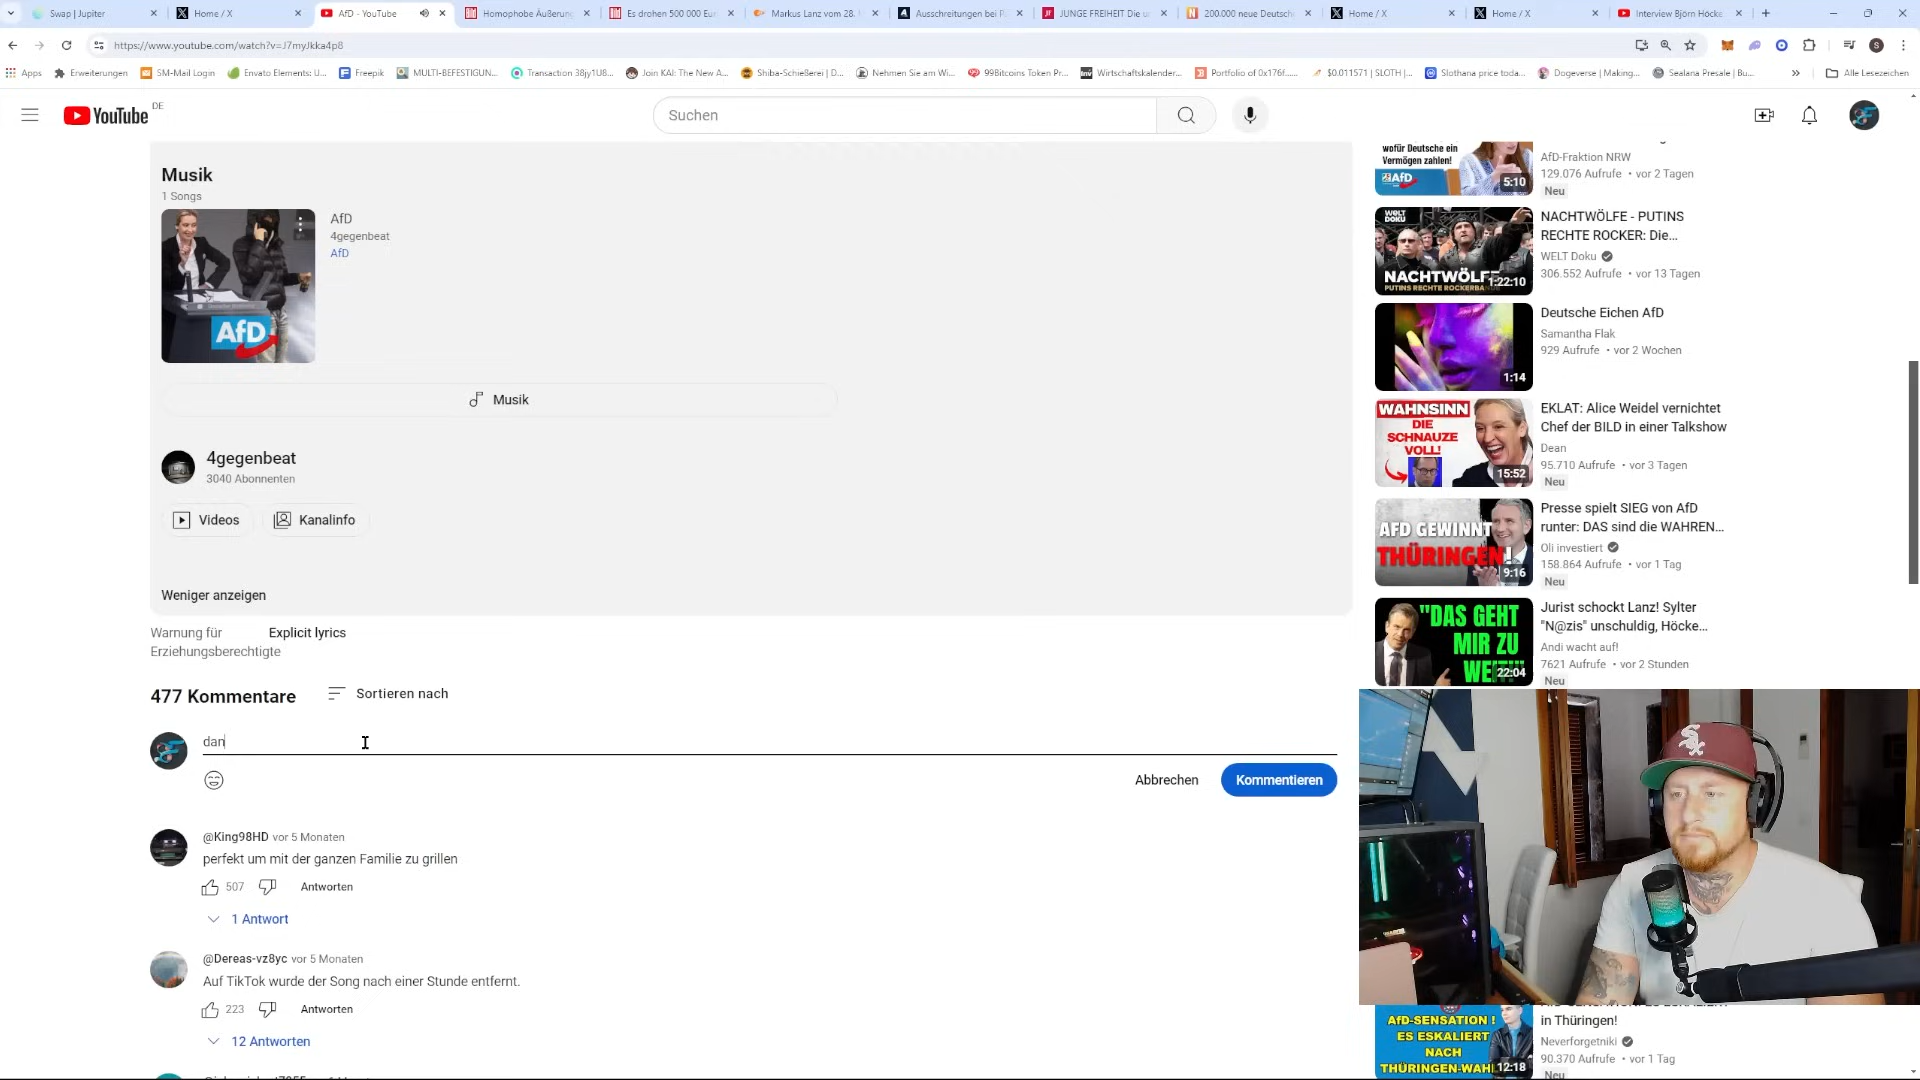 Swap | Jupiter
Home / X
AfD - YouTube
Homophobe Äußerung
Es drohen 500.000 Eur
Markus Lanz vom 28.
Ausschreitungen bei P
JUNGE FREIHEIT Die u
200.000 neue Deutsch
Home / X
Home / X
Interview Björn Höcke
https://www.youtube.com/watch?v=J7myJkka4p8
S
Apps
Erweiterungen
SM-Mail Login
Envato Elements: U...
Freepik
MULTI-BEFESTIGUN...
Transaction 38jy1U8...
Join KAI: The New A...
Shiba-Schießerei | D...
Nehmen Sie am Wi...
99Bitcoins Token Pr...
Wirtschaftskalender...
Portfolio of 0x176f......
$0.011571 | SLOTH |...
Slothana price toda...
Dogeverse | Making...
Sealana Presale | Bu...
Alle Lesezeichen
YouTube DE
Suchen
Musik
1 Songs
AfD
4gegenbeat
AfD
AfD
Musik
4gegenbeat
3040 Abonnenten
Videos
Kanalinfo
Weniger anzeigen
Warnung für
Erziehungsberechtigte
Explicit lyrics
477 Kommentare
Sortieren nach
dan
Abbrechen
Kommentieren
@King98HD vor 5 Monaten
perfekt um mit der ganzen Familie zu grillen
507
Antworten
1 Antwort
@Dereas-vz8yc vor 5 Monaten
Auf TikTok wurde der Song nach einer Stunde entfernt.
223
Antworten
12 Antworten
wofür Deutsche ein
Vermögen zahlen!
AfD
5:10
AfD-Fraktion NRW
129.076 Aufrufe • vor 2 Tagen
Neu
WELT
DOKU
NACHTWÖLFE
PUTINS RECHTE ROCKERBAN
1:22:10
NACHTWÖLFE - PUTINS
RECHTE ROCKER: Die...
WELT Doku
306.552 Aufrufe • vor 13 Tagen
1:14
Deutsche Eichen AfD
Samantha Flak
929 Aufrufe • vor 2 Wochen
WAHNSINN
DIE
SCHNAUZE
VOLL!
15:52
EKLAT: Alice Weidel vernichtet
Chef der BILD in einer Talkshow
Dean
95.710 Aufrufe • vor 3 Tagen
Neu
AFD GEWINNT
THÜRINGEN!
9:16
Presse spielt SIEG von AfD
runter: DAS sind die WAHREN...
Oli investiert
158.864 Aufrufe • vor 1 Tag
Neu
"DAS GEHT
MIR ZU
WEIT!"
22:04
Jurist schockt Lanz! Sylter
"N@zis" unschuldig, Höcke...
Andi wacht auf!
7621 Aufrufe • vor 2 Stunden
Neu
AfD-SENSATION !
ES ESKALIERT
NACH
THÜRINGEN-WAHL
12:18
in Thüringen!
Neverforgetniki
90.370 Aufrufe • vor 1 Tag
Neu